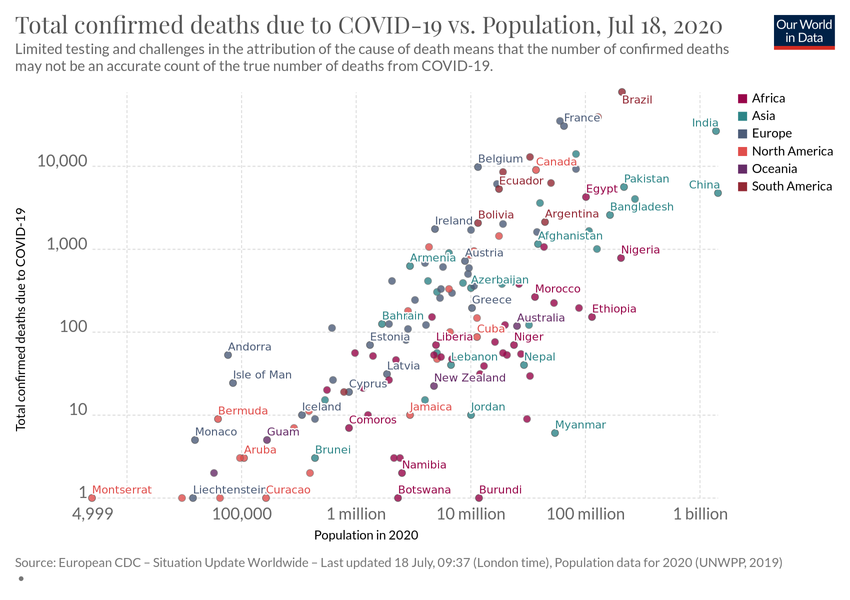 Total confirmed deaths due to COVID-19 vs. Population, Jul 18, 2020
Our World
in Data
Limited testing and challenges in the attribution of the cause of death means that the number of confirmed deaths
may not be an accurate count of the true number of deaths from COVID-19.
Africa
Asia
Europe
North America
Oceania
South America
Total confirmed deaths due to COVID-19
10,000
1,000
100
10
1
Brazil
France
India
Belgium
Canada
Ecuador
Egypt
Pakistan
China
Bangladesh
Ireland
Bolivia
Argentina
Afghanistan
Nigeria
Armenia
Austria
Azerbaijan
Morocco
Greece
Ethiopia
Bahrain
Australia
Cuba
Estonia
Liberia
Niger
Andorra
Lebanon
Nepal
Latvia
Isle of Man
Cyprus
New Zealand
Bermuda
Iceland
Jamaica
Jordan
Comoros
Monaco
Guam
Myanmar
Aruba
Brunei
Namibia
Montserrat
Liechtenstein
Curacao
Botswana
Burundi
4,999
100,000
1 million
10 million
100 million
1 billion
Population in 2020
Source: European CDC – Situation Update Worldwide – Last updated 18 July, 09:37 (London time), Population data for 2020 (UNWPP, 2019)